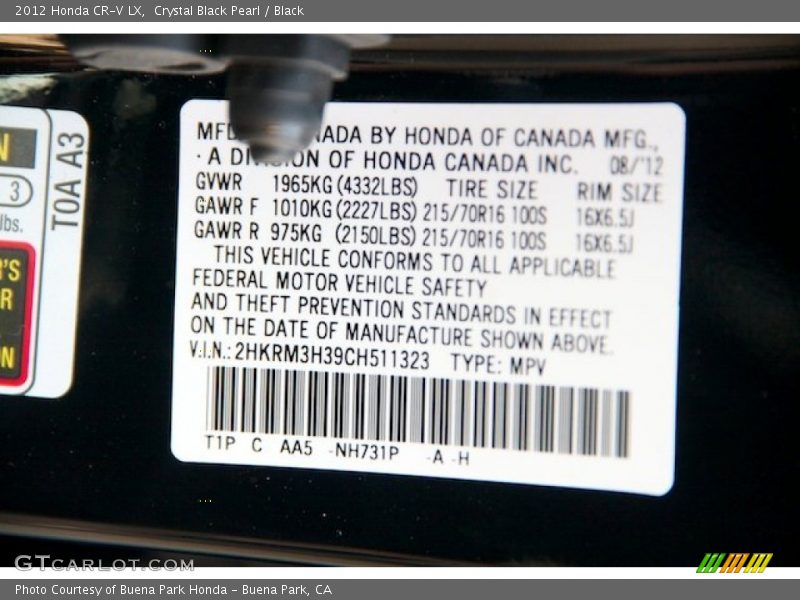 2012 Honda CR-V LX, Crystal Black Pearl / Black
MFD NADA BY HONDA OF CANADA MFG.,
· A DIVISION OF HONDA CANADA INC. 08/'12
GVWR 1965KG (4332LBS) TIRE SIZE RIM SIZE
GAWR F 1010KG (2227LBS) 215/70R16 100S 16X6.5J
GAWR R 975KG (2150LBS) 215/70R16 100S 16X6.5J
THIS VEHICLE CONFORMS TO ALL APPLICABLE
FEDERAL MOTOR VEHICLE SAFETY
AND THEFT PREVENTION STANDARDS IN EFFECT
ON THE DATE OF MANUFACTURE SHOWN ABOVE.
V.I.N.: 2HKRM3H39CH511323 TYPE: MPV
T1P C AA5 -NH731P -A -H
N
3
lbs.
T0A A3
R'S
R
ON
GTCARLOT.COM
Photo Courtesy of Buena Park Honda - Buena Park, CA